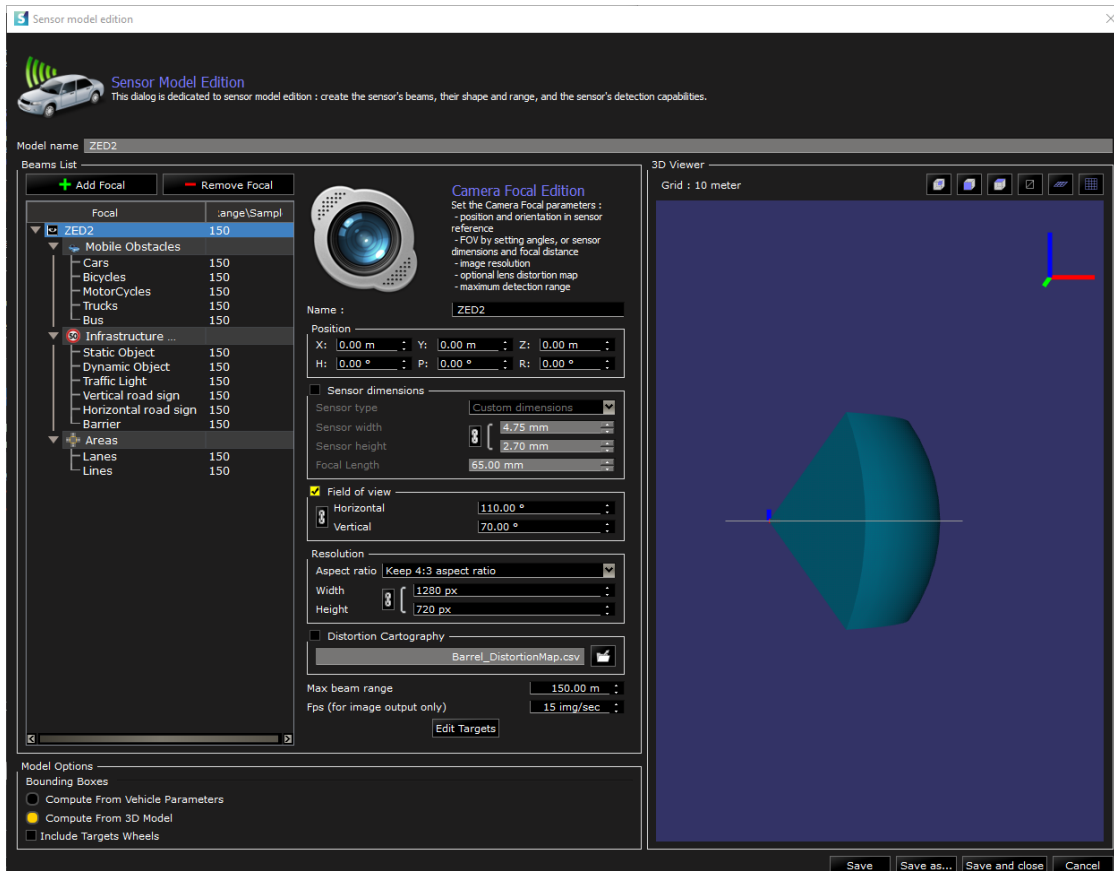 Sensor model edition
Sensor Model Edition
This dialog is dedicated to sensor model edition : create the sensor's beams, their shape and range, and the sensor's detection capabilities.
Model name ZED2
Beams List
Add Focal Remove Focal
Focal :ange\Sampl
ZED2 150
Mobile Obstacles
Cars 150
Bicycles 150
MotorCycles 150
Trucks 150
Bus 150
Infrastructure ...
Static Object 150
Dynamic Object 150
Traffic Light 150
Vertical road sign 150
Horizontal road sign 150
Barrier 150
Areas
Lanes 150
Lines 150
Camera Focal Edition
Set the Camera Focal parameters :
- position and orientation in sensor
reference
- FOV by setting angles, or sensor
dimensions and focal distance
- image resolution
- optional lens distortion map
- maximum detection range
Name : ZED2
Position
X: 0.00 m Y: 0.00 m Z: 0.00 m
H: 0.00 ° P: 0.00 ° R: 0.00 °
Sensor dimensions
Sensor type Custom dimensions
Sensor width 4.75 mm
Sensor height 2.70 mm
Focal Length 65.00 mm
Field of view
Horizontal 110.00 °
Vertical 70.00 °
Resolution
Aspect ratio Keep 4:3 aspect ratio
Width 1280 px
Height 720 px
Distortion Cartography
Barrel_DistortionMap.csv
Max beam range 150.00 m
Fps (for image output only) 15 img/sec
Edit Targets
3D Viewer
Grid : 10 meter
Model Options
Bounding Boxes
Compute From Vehicle Parameters
Compute From 3D Model
Include Targets Wheels
Save Save as... Save and close Cancel